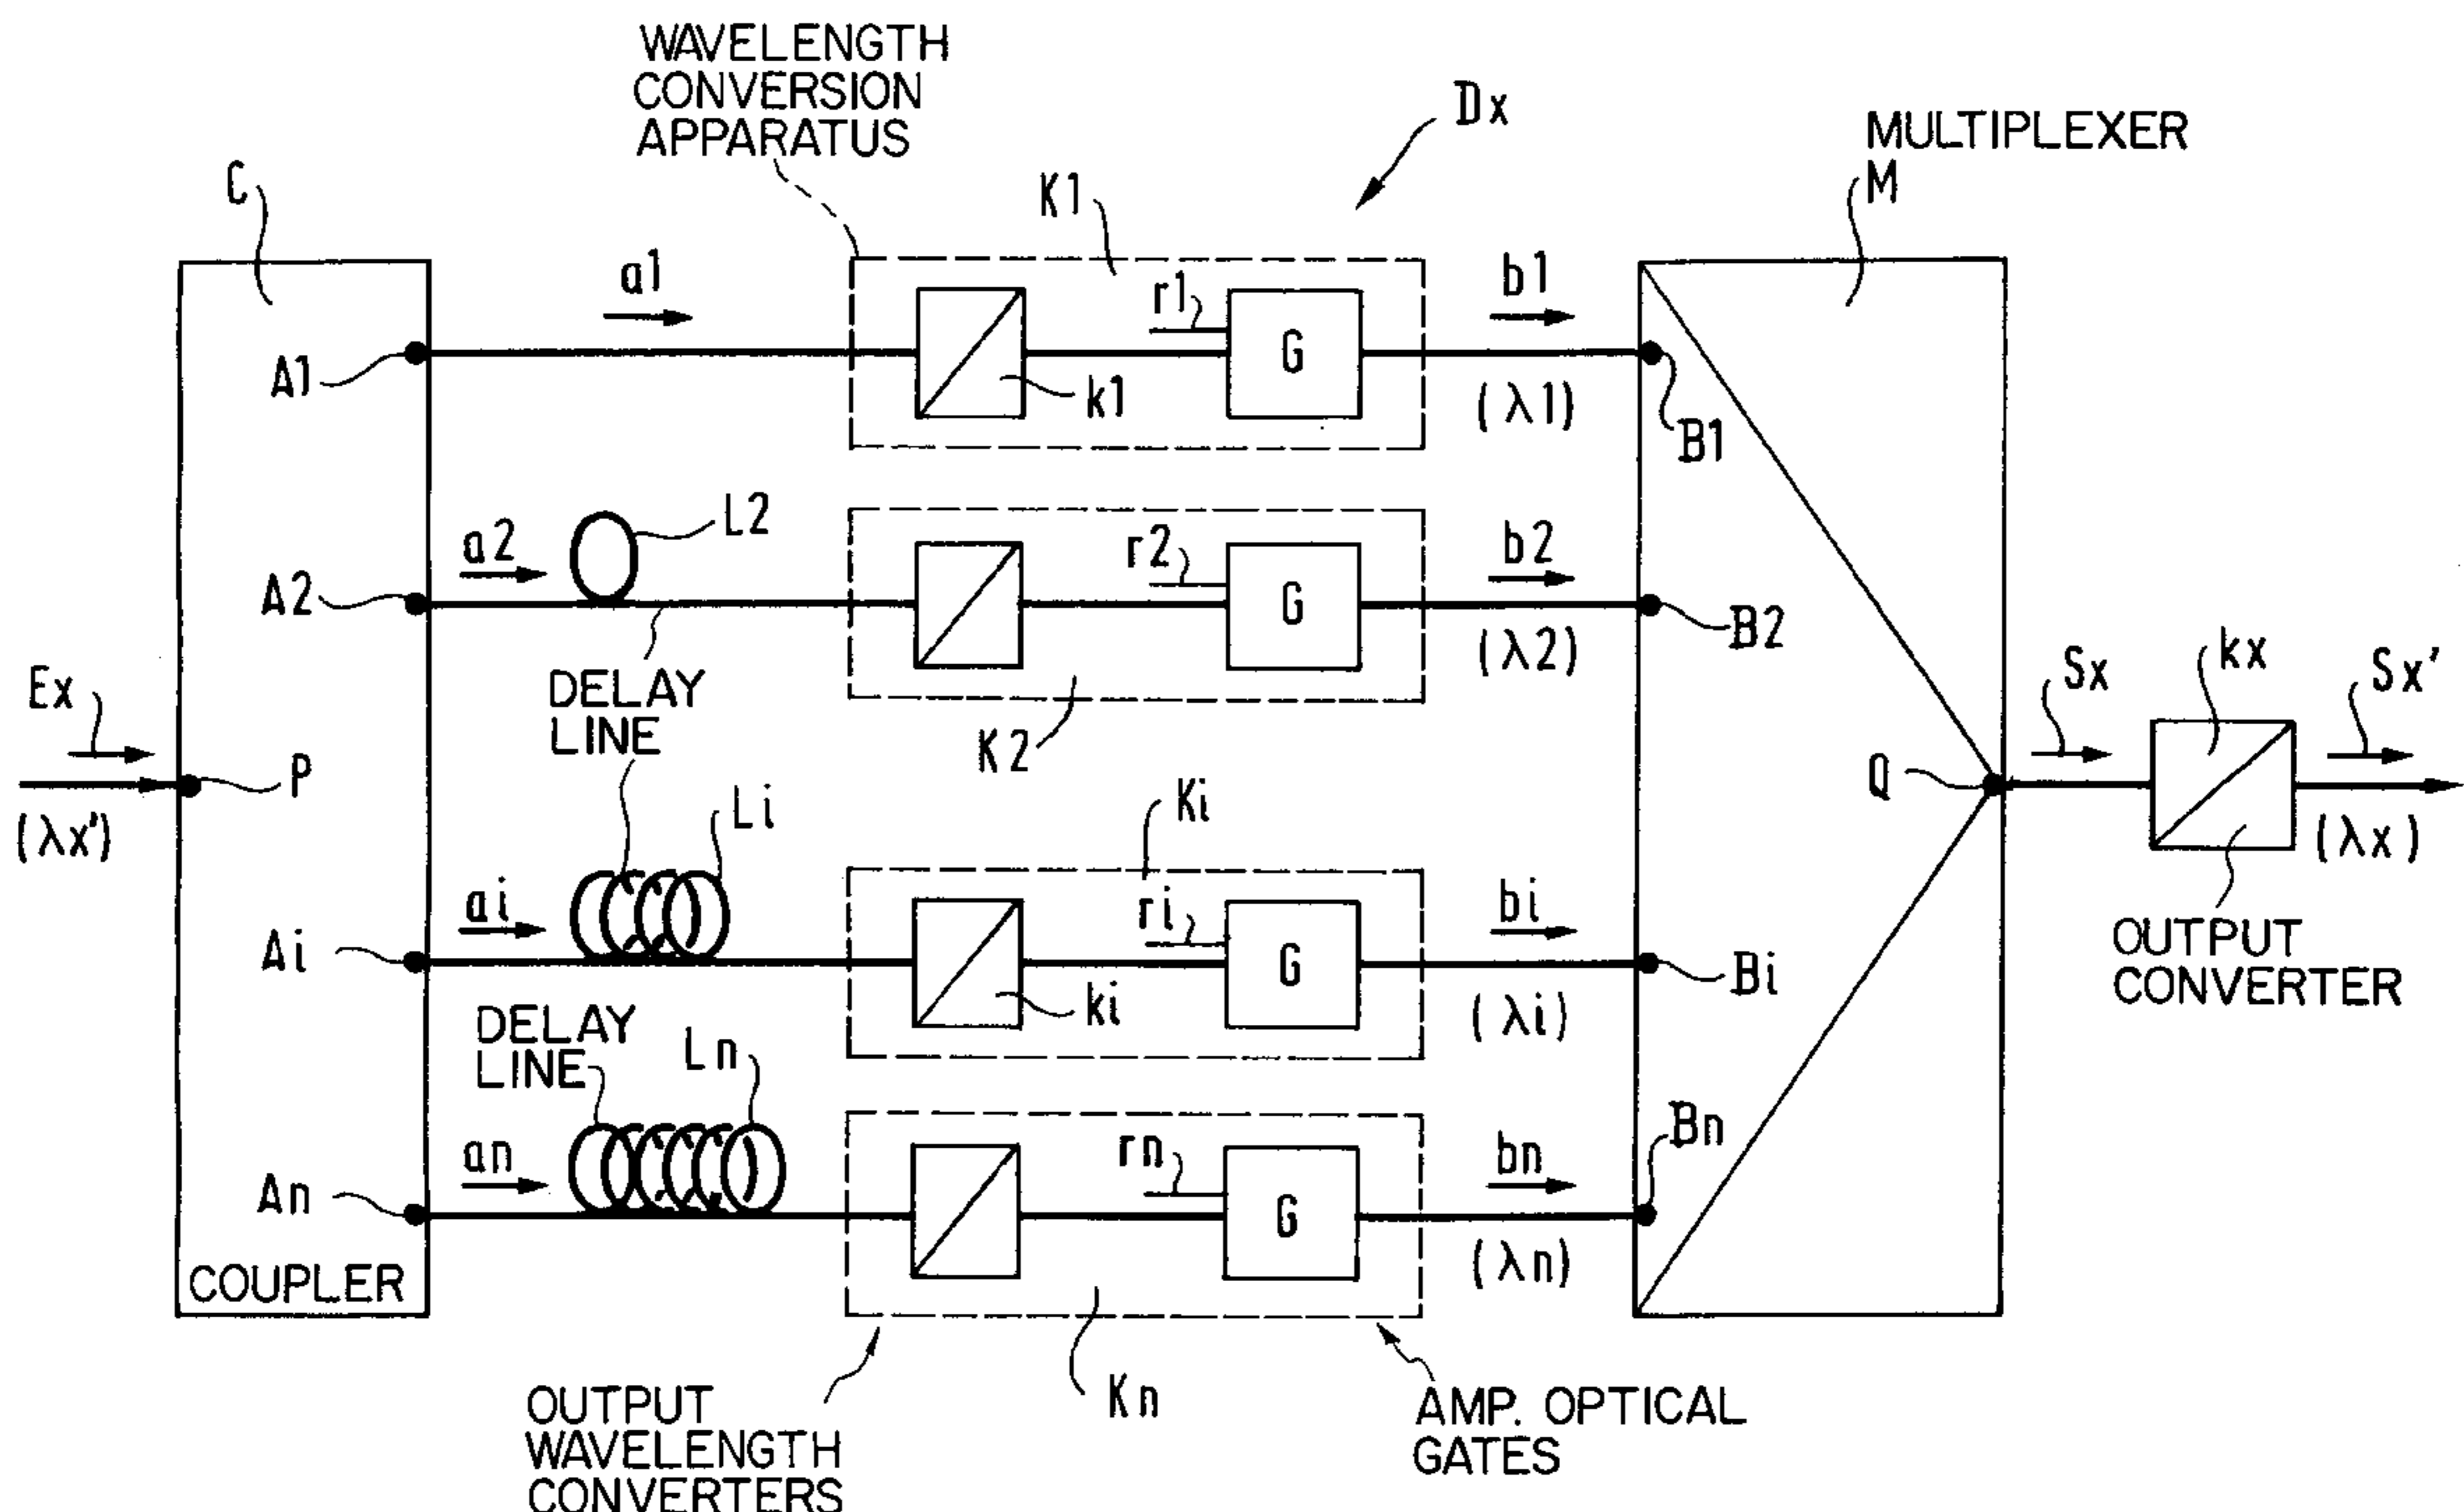 WAVELENGTH
CONVERSION
APPARATUS
Dx
MULTIPLEXER
M
C
K1
a1
r1
b1
G
A1
k1
(λ1)
B1
L2
a2
r2
b2
G
A2
B2
(λ2)
DELAY
LINE
K2
Ex
P
(λx')
Sx
kx
Sx'
Q
(λx)
Li
Ki
ai
ri
bi
G
Ai
Bi
ki
(λi)
OUTPUT
CONVERTER
DELAY
LINE
Ln
an
rn
bn
Bn
G
An
(λn)
COUPLER
Kn
OUTPUT
WAVELENGTH
CONVERTERS
AMP. OPTICAL
GATES